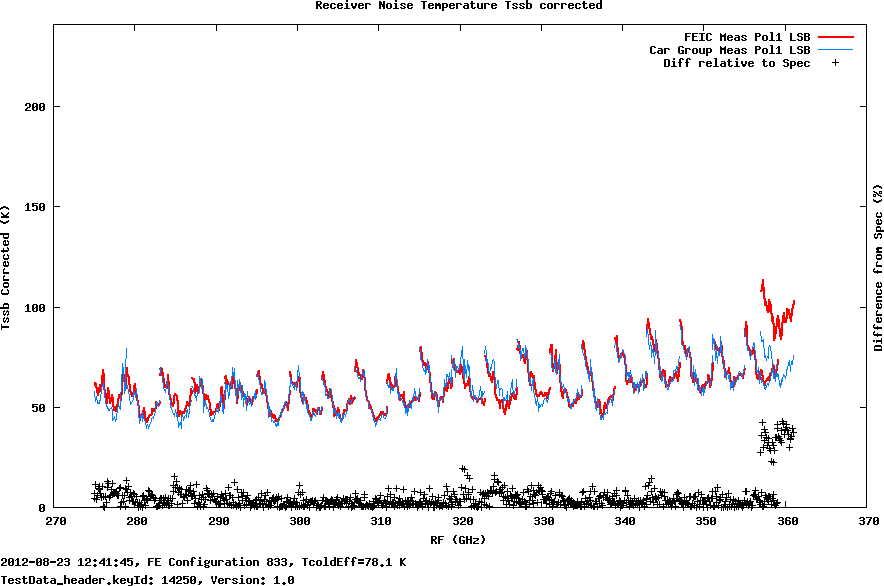 Receiver Noise Temperature Tssb corrected
FEIC Meas Pol1 LSB
Car Group Meas Pol1 LSB
Diff relative to Spec
200
150
100
50
0
Tssb Corrected (K)
Difference from Spec (%)
270 280 290 300 310 320 330 340 350 360 370
RF (GHz)
2012-08-23 12:41:45, FE Configuration 833, TcoldEff=78.1 K
TestData_header.keyId: 14250, Version: 1.0